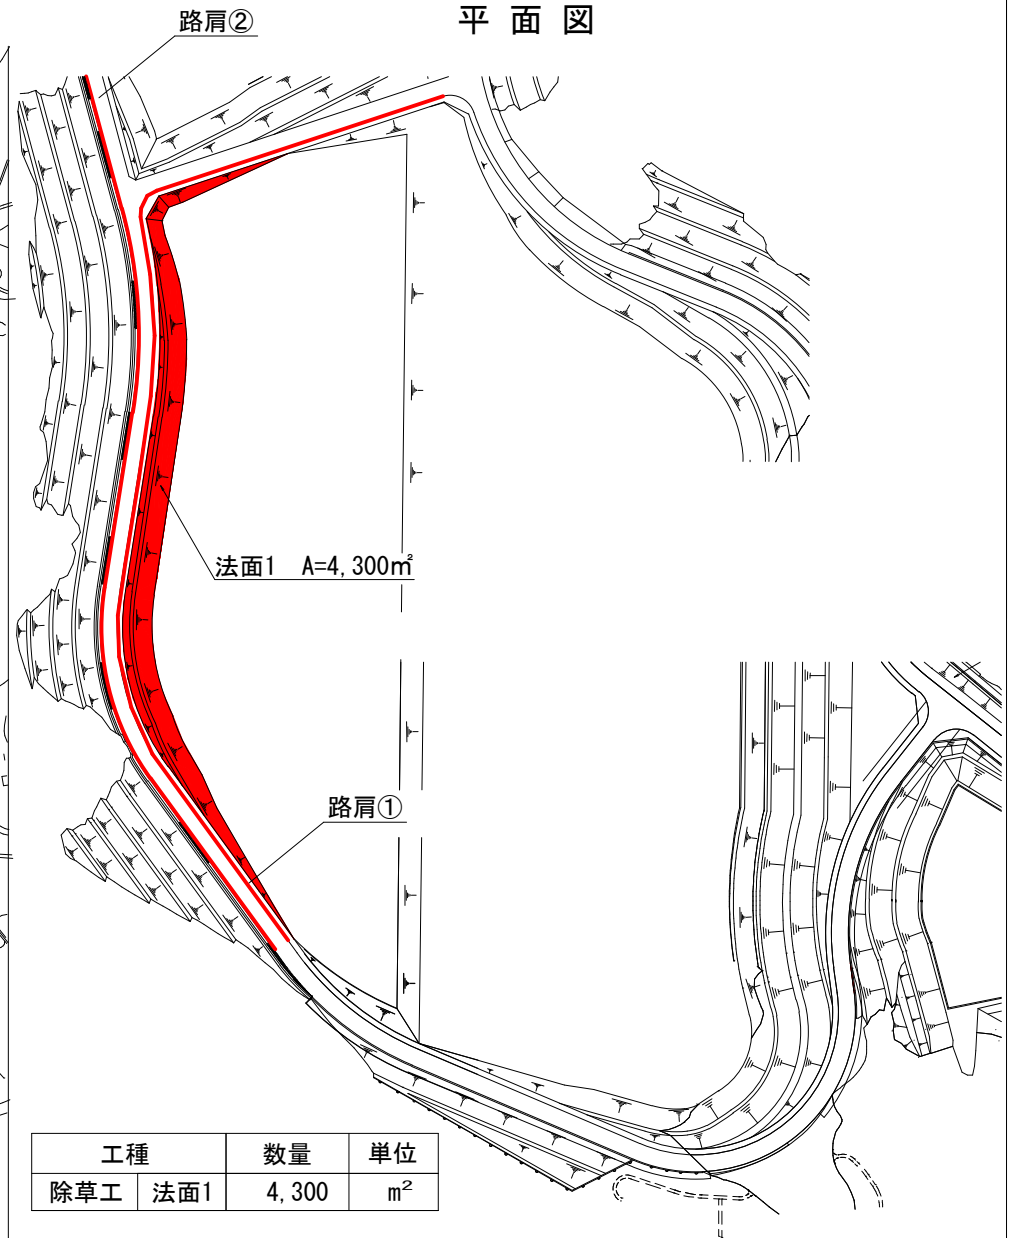 平面図
路肩②
法面1 A=4,300㎡
路肩①
工種 数量 単位
除草工 法面1 4,300 m²